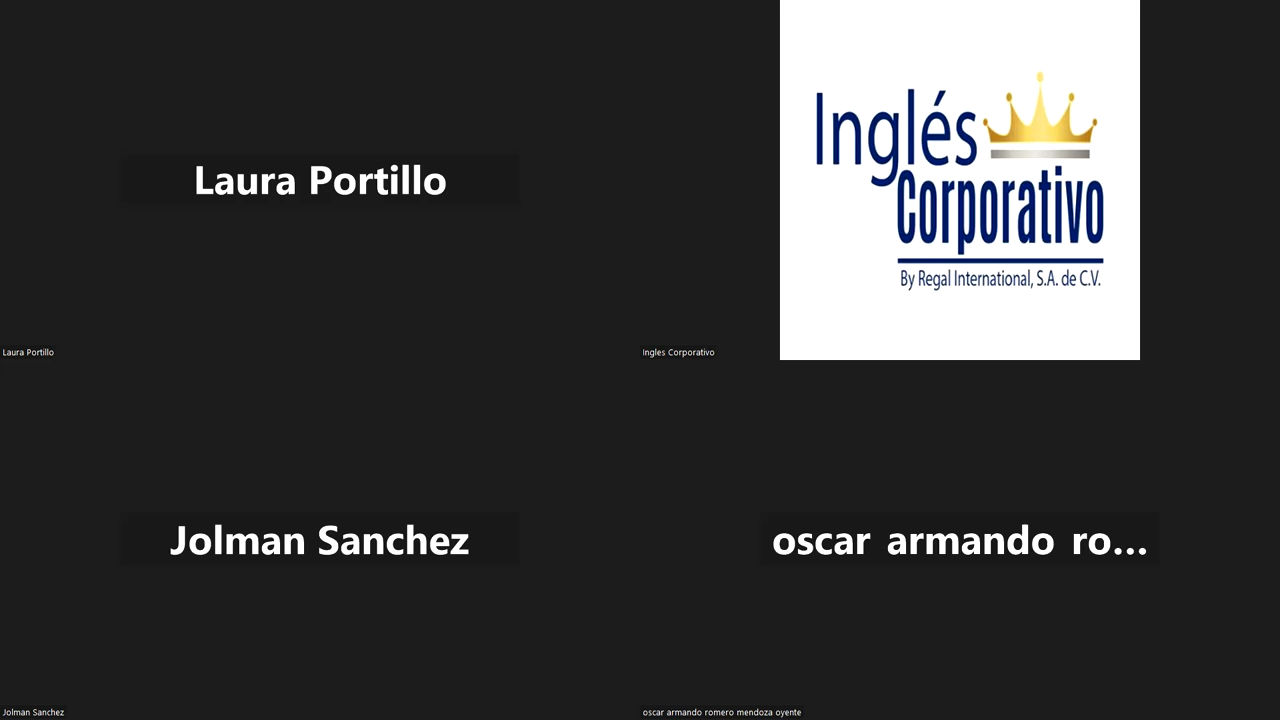 Laura Portillo
Laura Portillo
Inglés
Corporativo
By Regal International, S.A. de C.V.
Ingles Corporativo
Jolman Sanchez
Jolman Sanchez
oscar armando ro...
oscar armando romero mendoza oyente